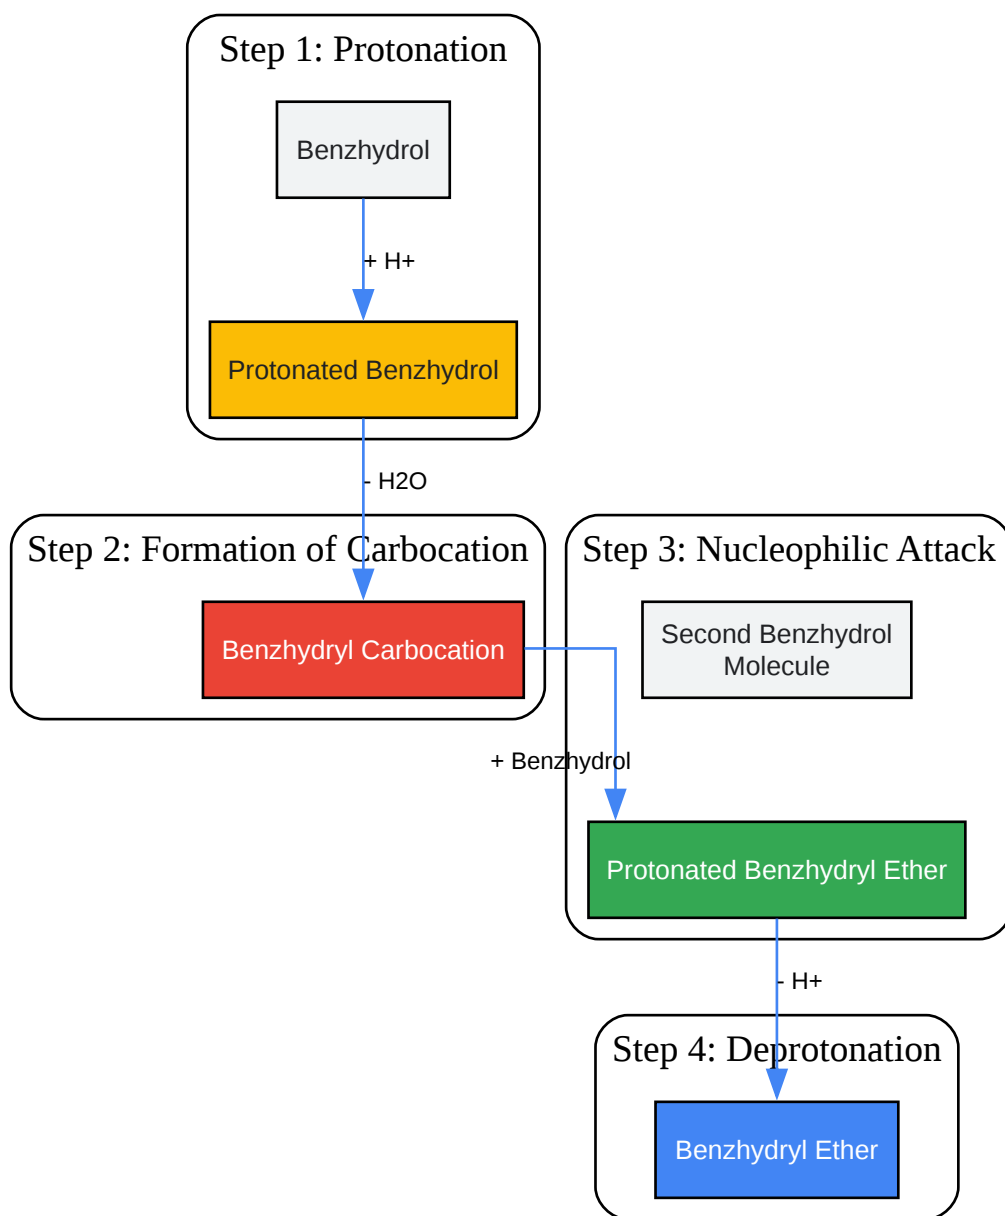 Step 1: Protonation
Benzhydrol
+ H+
Protonated Benzhydrol
- H2O
Step 2: Formation of Carbocation
Benzhydryl Carbocation
Step 3: Nucleophilic Attack
Second Benzhydrol
Molecule
+ Benzhydrol
Protonated Benzhydryl Ether
- H+
Step 4: Deprotonation
Benzhydryl Ether